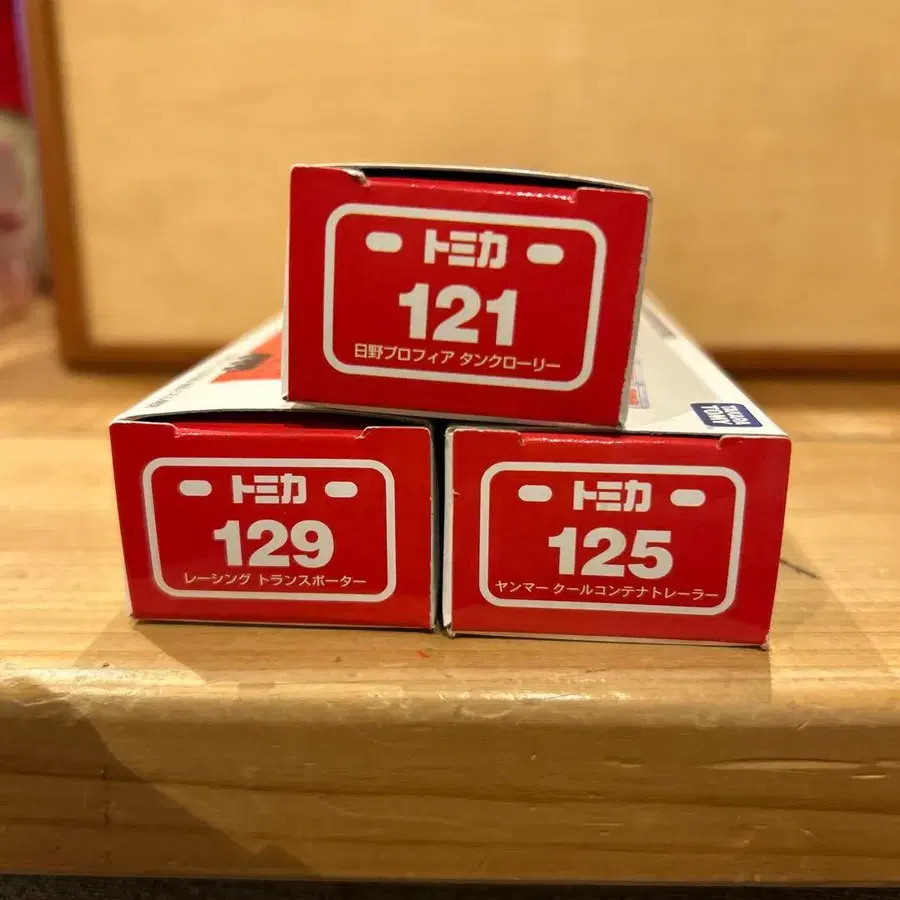 トミカ
121
日野プロフィア タンクローリー
トミカ
129
レーシング トランスポーター
トミカ
125
ヤンマー クールコンテナトレーラー
TAKARA
TOMY